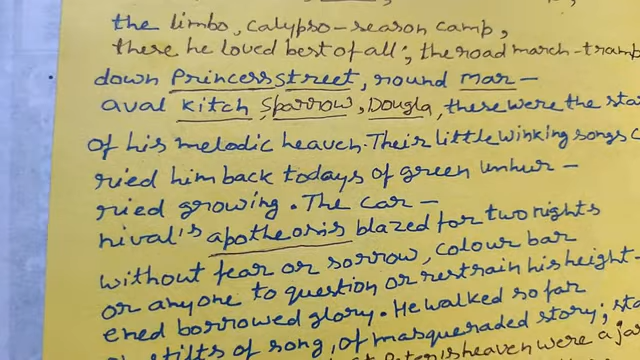 the limbo, calypso-season camp,
these he loved best of all; the road march-tramp
down Princess Street, round Mar-
aval Kitch Sparrow, Dougla, these were the sta
of his melodic heaven. Their little winking songs c
ried him back to days of green unhur-
ried growing. The car-
nival's apotheosis blazed for two nights
without fear or sorrow, colour bar
or anyone to question or restrain his height-
ened borrowed glory. He walked so far
stilts of song, of masqueraded story; sta
heaven were a